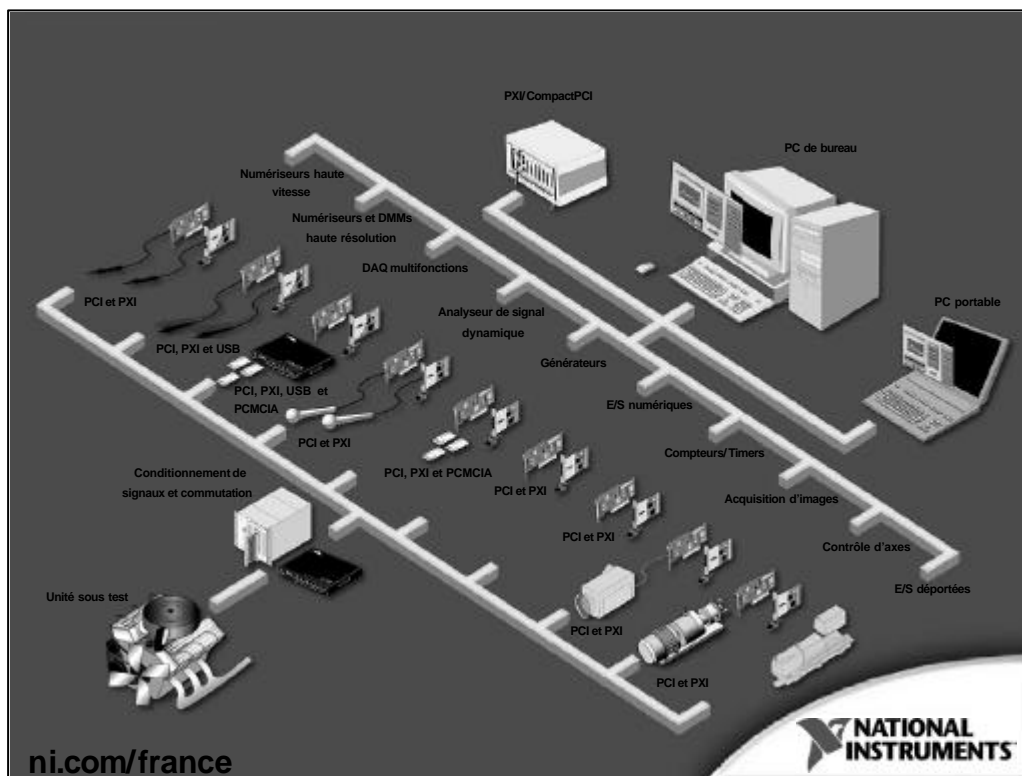 PXI/CompactPCI
PC de bureau
Numériseurs haute
vitesse
Numériseurs et DMMs
haute résolution
DAQ multifonctions
PCI et PXI
Analyseur de signal
dynamique
PC portable
PCI, PXI et USB
Générateurs
PCI, PXI, USB et
PCMCIA
E/S numériques
PCI et PXI
Compteurs/Timers
Conditionnement de
signaux et commutation
PCI, PXI et PCMCIA
PCI et PXI
Acquisition d'images
PCI et PXI
Contrôle d'axes
E/S déportées
Unité sous test
PCI et PXI
PCI et PXI
NATIONAL
INSTRUMENTS
ni.com/france